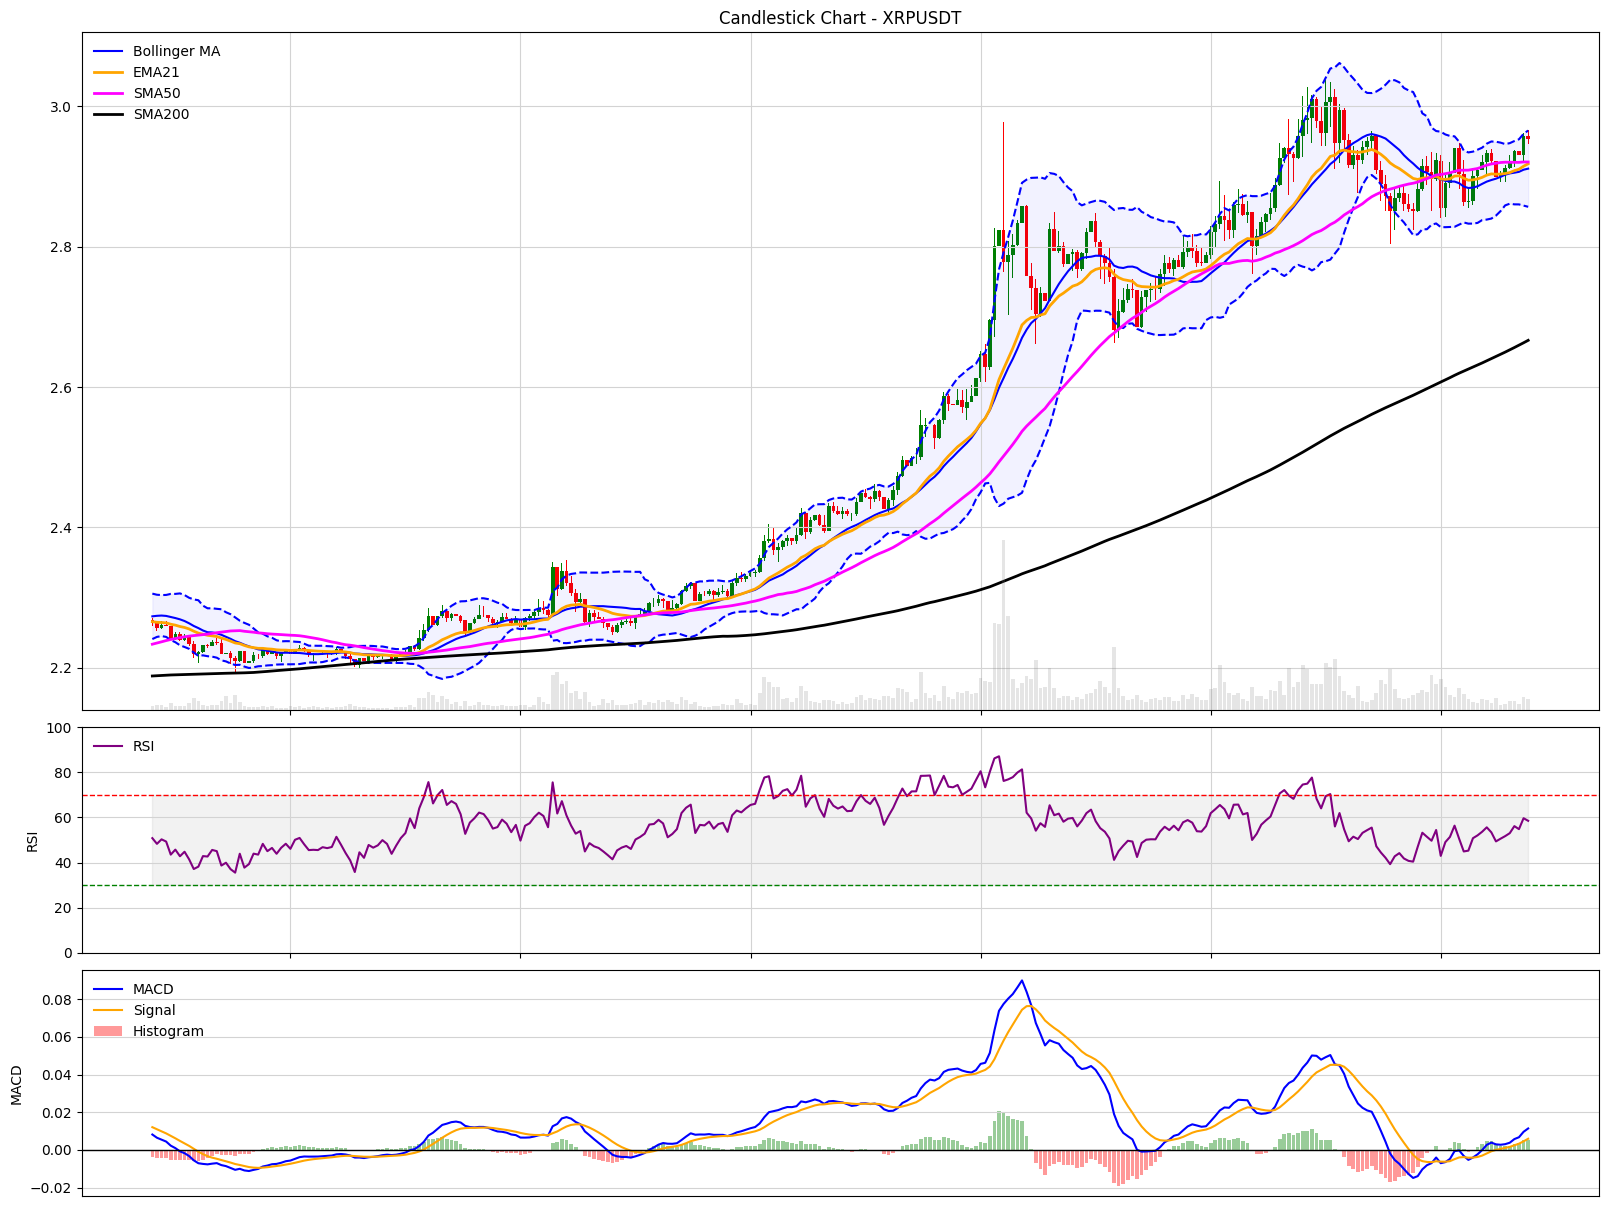 Candlestick Chart - XRPUSDT
Bollinger MA
EMA21
SMA50
SMA200
3.0
2.8
2.6
2.4
2.2
RSI
100
80
60
40
20
0
RSI
MACD
Signal
Histogram
0.08
0.06
0.04
0.02
0.00
−0.02
MACD